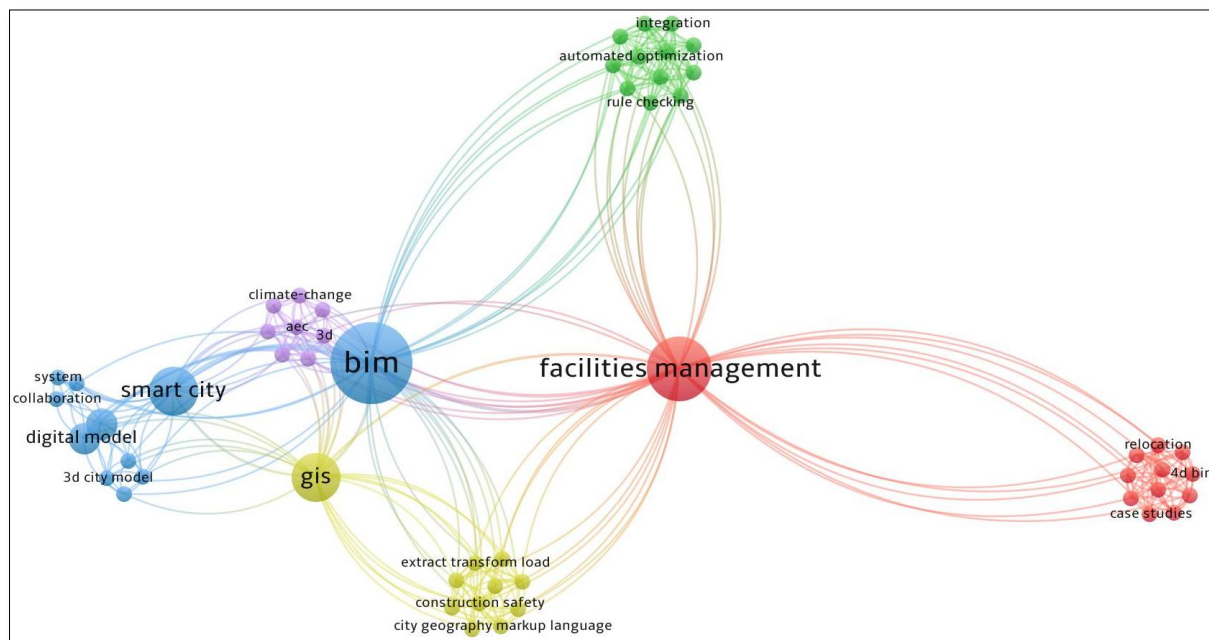 integration
automated optimization
rule checking
climate-change
aec
3d
bim
facilities management
system
smart city
collaboration
digital model
3d city model
gis
relocation
4d bim
case studies
extract transform load
construction safety
city geography markup language